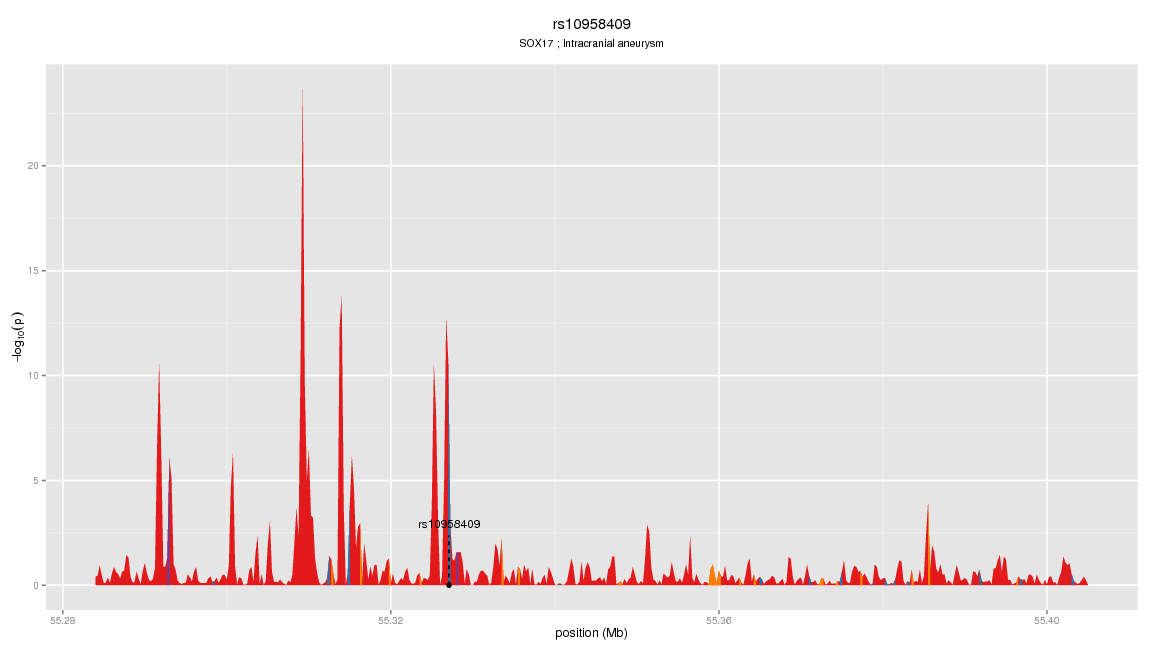 rs10958409
SOX17 ; Intracranial aneurysm
−log10(p)
20
15
10
5
0
rs10958409
55.28
55.32
55.36
55.40
position (Mb)